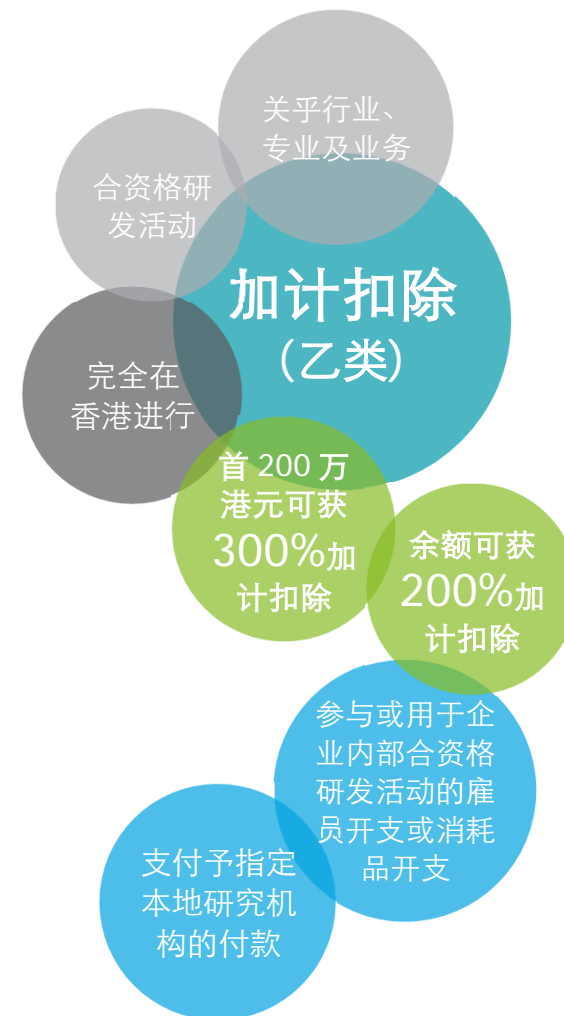 关乎行业、
专业及业务
合资格研
发活动
加计扣除
（乙类）
完全在
香港进行
首 200 万
港元可获
300%加
计扣除
余额可获
200%加
计扣除
参与或用于企
业内部合资格
研发活动的雇
员开支或消耗
品开支
支付予指定
本地研究机
构的付款